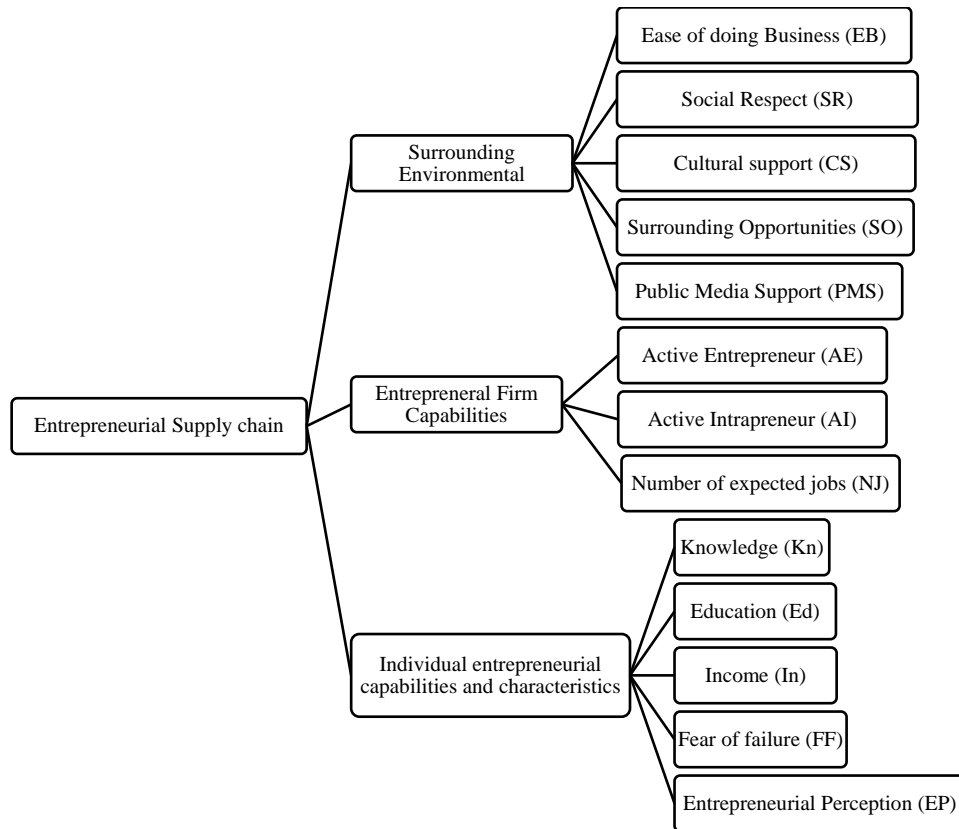 Ease of doing Business (EB)
Social Respect (SR)
Surrounding
Environmental
Cultural support (CS)
Surrounding Opportunities (SO)
Public Media Support (PMS)
Active Entrepreneur (AE)
Entrepreneral Firm
Capabilities
Active Intrapreneur (AI)
Entrepreneurial Supply chain
Number of expected jobs (NJ)
Knowledge (Kn)
Education (Ed)
Individual entrepreneurial
capabilities and characteristics
Income (In)
Fear of failure (FF)
Entrepreneurial Perception (EP)